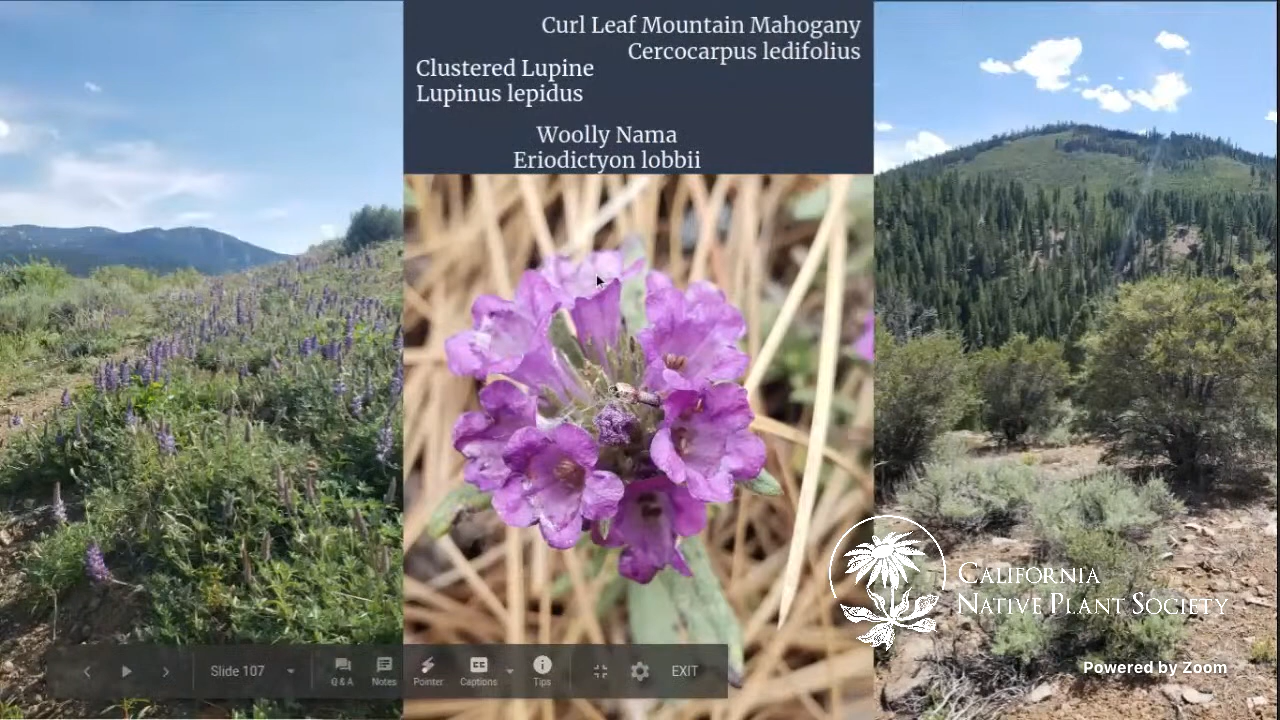 Curl Leaf Mountain Mahogany
Cercocarpus ledifolius
Clustered Lupine
Lupinus lepidus
Woolly Nama
Eriodictyon lobbii
California
Native Plant Society
Powered by Zoom
Slide 107
Q & A
Notes
Pointer
Captions
CC
Tips
EXIT